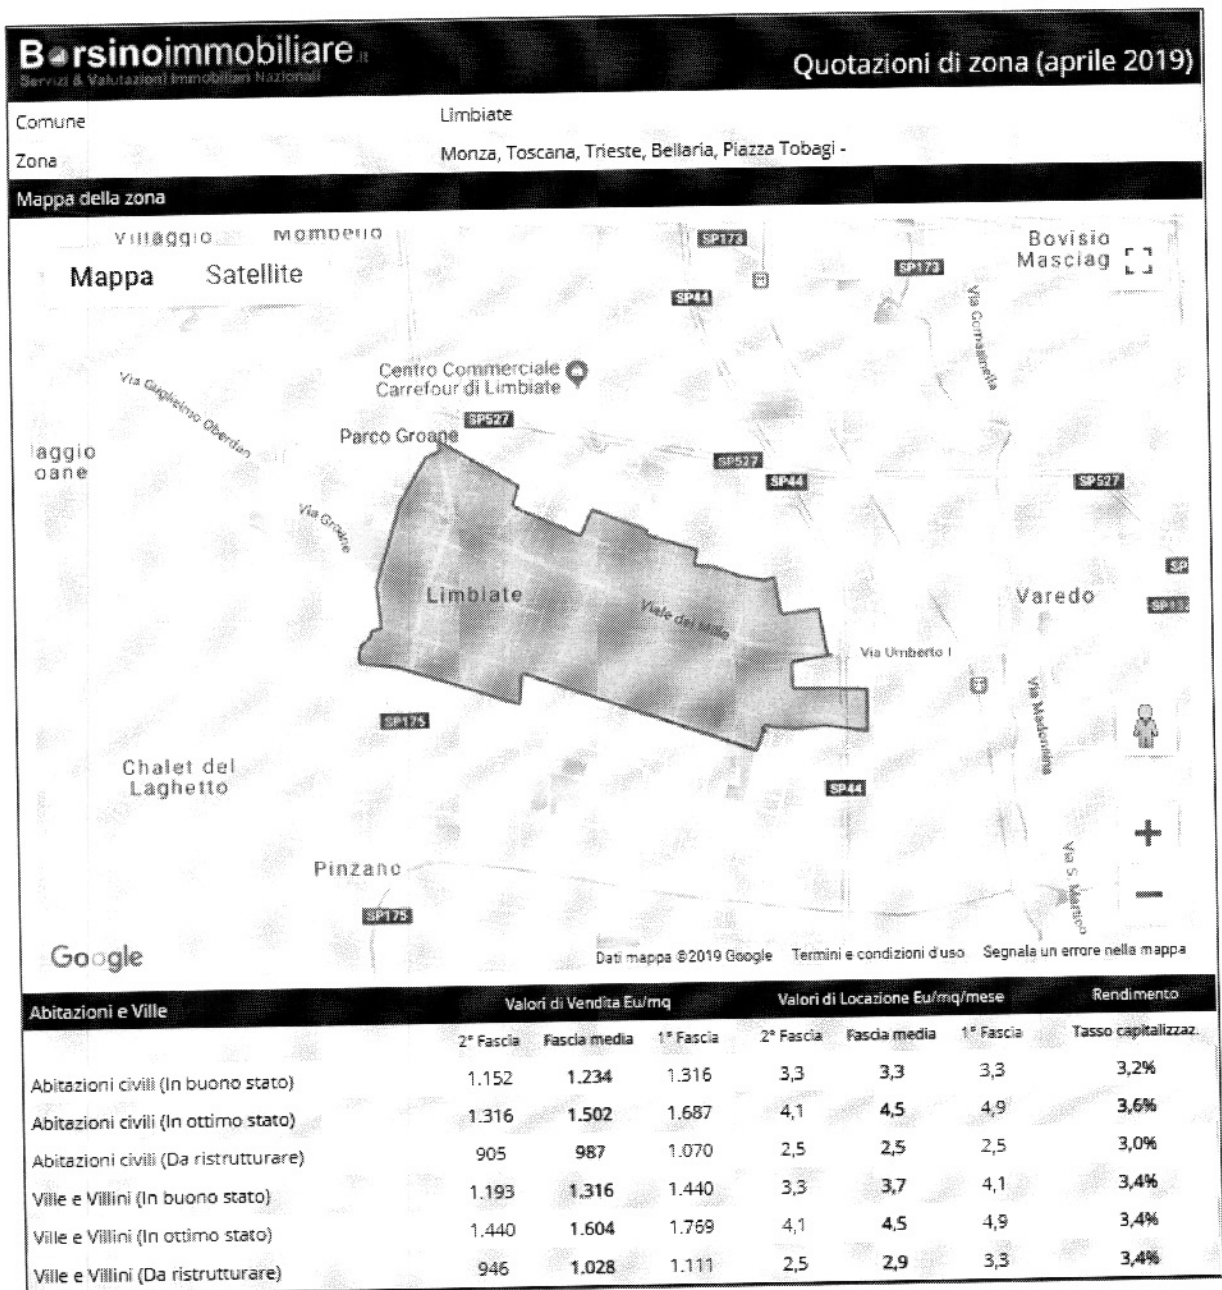 Borsinoimmobiliare.it
Servizi & Valutazioni Immobiliari Nazionali
Quotazioni di zona (aprile 2019)
Comune Limbiate
Zona Monza, Toscana, Trieste, Bellaria, Piazza Tobagi -
Mappa della zona
Villaggio Mombello SP173 Bovisio
Masciag
Mappa Satellite SP173
SP44
Via Comasinella
Centro Commerciale
Carrefour di Limbiate
Via Guglielmo Oberdan
SP527
Parco Groane
laggio
oane
SP527 SP44 SP527
Via Groane
SP
Limbiate Viale dei Mille Varedo
Via Umberto I
Via Madonnina
SP175
Chalet del
Laghetto
SP44
Pinzano
Via S. Martino
SP175
Google
Dati mappa ©2019 Google Termini e condizioni d'uso Segnala un errore nella mappa
Abitazioni e Ville Valori di Vendita Eu/mq Valori di Locazione Eu/mq/mese Rendimento
2° Fascia Fascia media 1° Fascia 2° Fascia Fascia media 1° Fascia Tasso capitalizzaz.
Abitazioni civili (In buono stato) 1.152 1.234 1.316 3,3 3,3 3,3 3,2%
Abitazioni civili (In ottimo stato) 1.316 1.502 1.687 4,1 4,5 4,9 3,6%
Abitazioni civili (Da ristrutturare) 905 987 1.070 2,5 2,5 2,5 3,0%
Ville e Villini (In buono stato) 1.193 1.316 1.440 3,3 3,7 4,1 3,4%
Ville e Villini (In ottimo stato) 1.440 1.604 1.769 4,1 4,5 4,9 3,4%
Ville e Villini (Da ristrutturare) 946 1.028 1.111 2,5 2,9 3,3 3,4%